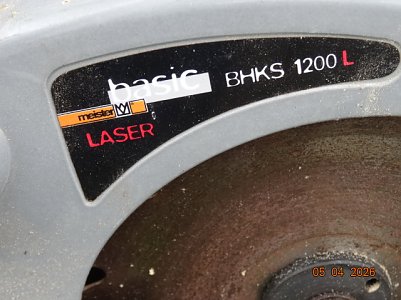 basic BHKS 1200 L
meister
LASER
05 04 2026